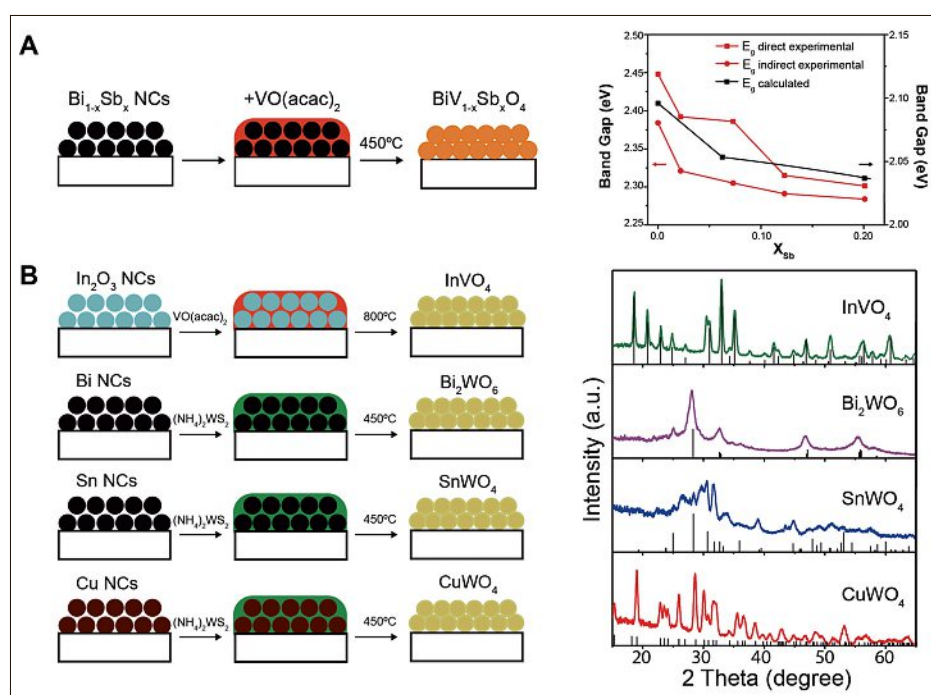 A
Bi1-xSbx NCs
+VO(acac)2
BiV1-xSbxO4
450ºC
2.50
2.45
2.40
2.35
2.30
2.25
Band Gap (eV)
Eg direct experimental
Eg indirect experimental
Eg calculated
2.15
2.10
2.05
2.00
Band Gap (eV)
0.0
0.10
0.20
XSb
B
In2O3 NCs
VO(acac)2
800ºC
InVO4
Bi NCs
(NH4)2WS2
450ºC
Bi2WO6
Sn NCs
(NH4)2WS2
450ºC
SnWO4
Cu NCs
(NH4)2WS2
450ºC
CuWO4
Intensity (a.u.)
InVO4
Bi2WO6
SnWO4
CuWO4
20
30
40
50
60
2 Theta (degree)